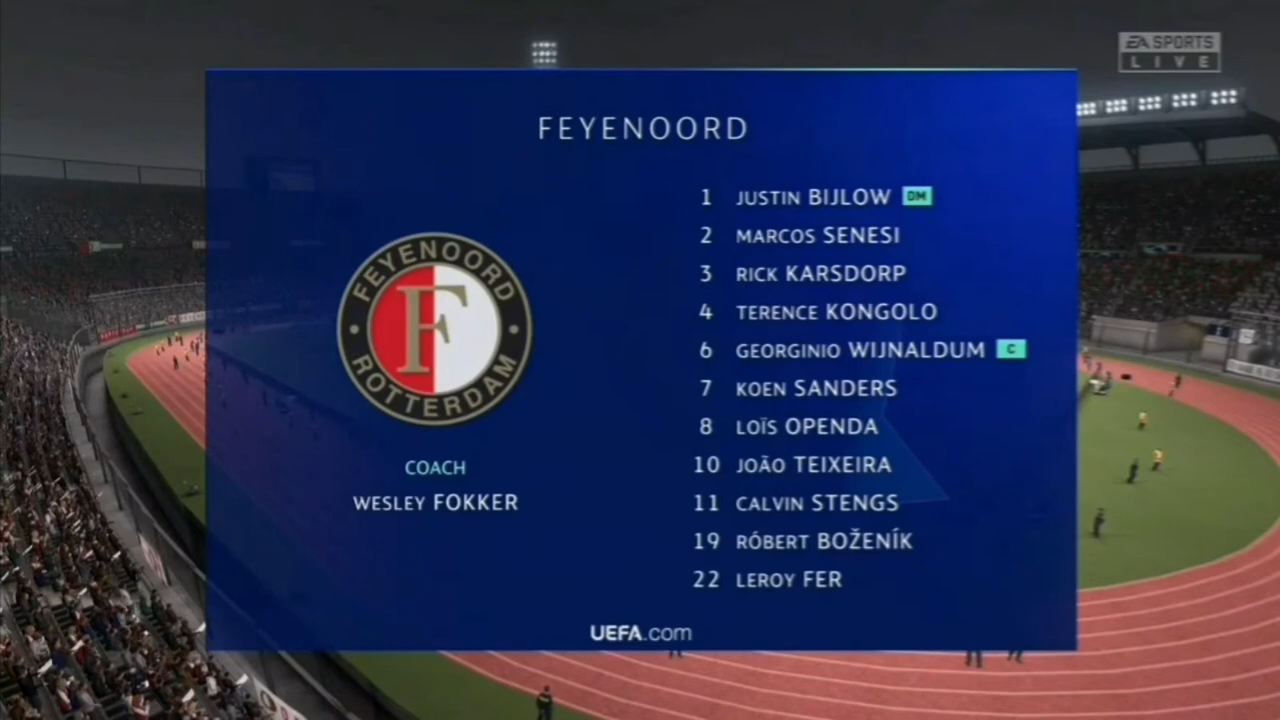 EA SPORTS
LIVE
FEYENOORD
FEYENOORD
F
ROTTERDAM
COACH
WESLEY FOKKER
1 JUSTIN BIJLOW DM
2 MARCOS SENESI
3 RICK KARSDORP
4 TERENCE KONGOLO
6 GEORGINIO WIJNALDUM C
7 KOEN SANDERS
8 LOÏS OPENDA
10 JOÃO TEIXEIRA
11 CALVIN STENGS
19 RÓBERT BOŽENÍK
22 LEROY FER
UEFA.com